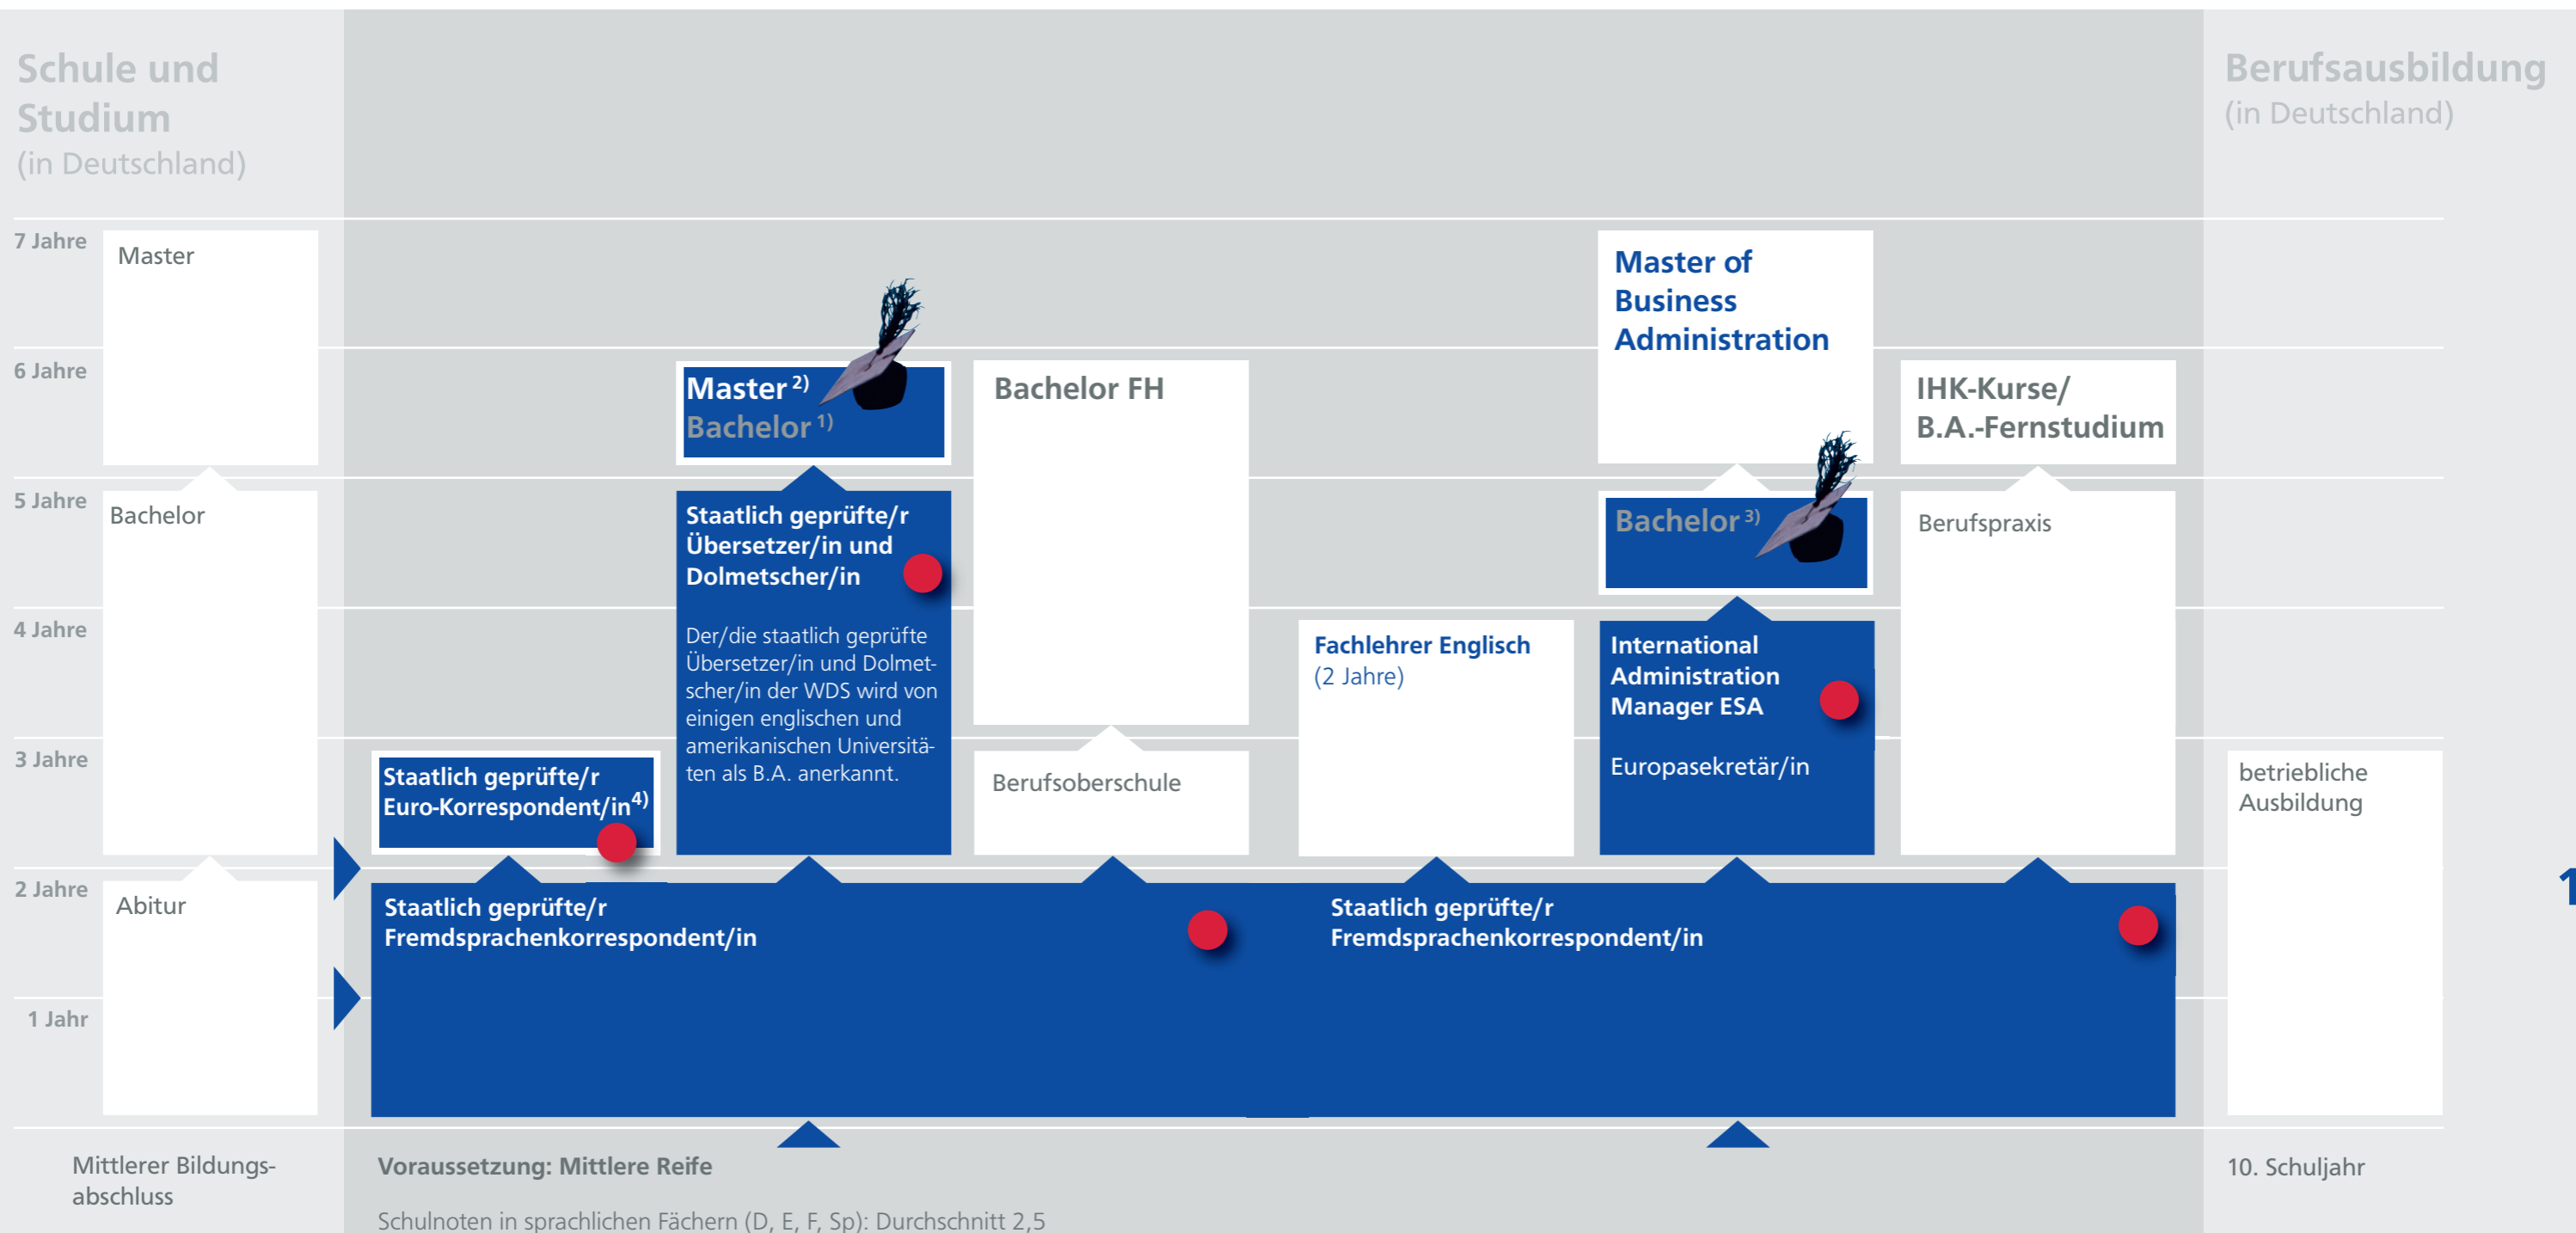 Schule und
Studium
(in Deutschland)
Berufsausbildung
(in Deutschland)
7 Jahre
6 Jahre
5 Jahre
4 Jahre
3 Jahre
2 Jahre
1 Jahr
Master
Bachelor
Abitur
Mittlerer Bildungs-
abschluss
Staatlich geprüfte/r
Euro-Korrespondent/in4)
Master 2)
Bachelor 1)
Staatlich geprüfte/r
Übersetzer/in und
Dolmetscher/in
Der/die staatlich geprüfte
Übersetzer/in und Dolmet-
scher/in der WDS wird von
einigen englischen und
amerikanischen Universitä-
ten als B.A. anerkannt.
Bachelor FH
Berufsoberschule
Fachlehrer Englisch
(2 Jahre)
Master of
Business
Administration
Bachelor 3)
International
Administration
Manager ESA
Europasekretär/in
IHK-Kurse/
B.A.-Fernstudium
Berufspraxis
Staatlich geprüfte/r
Fremdsprachenkorrespondent/in
Staatlich geprüfte/r
Fremdsprachenkorrespondent/in
Voraussetzung: Mittlere Reife
Schulnoten in sprachlichen Fächern (D, E, F, Sp): Durchschnitt 2,5
betriebliche
Ausbildung
10. Schuljahr